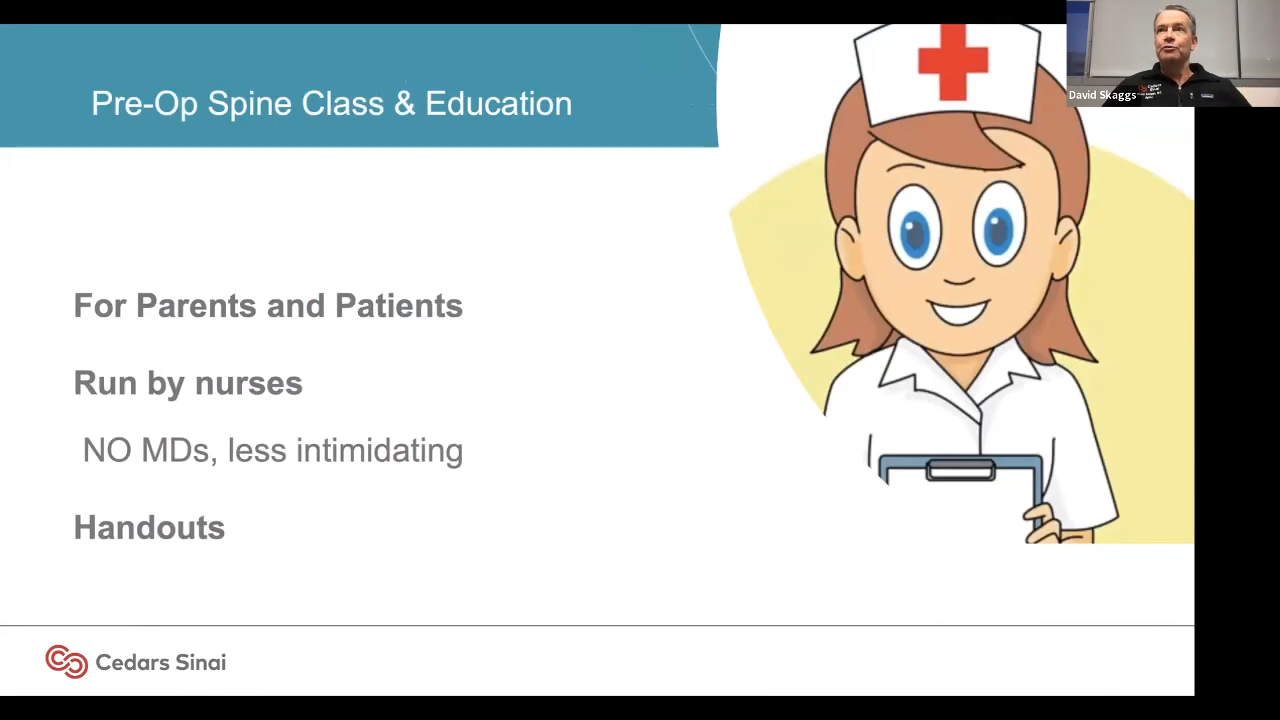 Pre-Op Spine Class & Education
David Skaggs
For Parents and Patients
Run by nurses
NO MDs, less intimidating
Handouts
Cedars Sinai